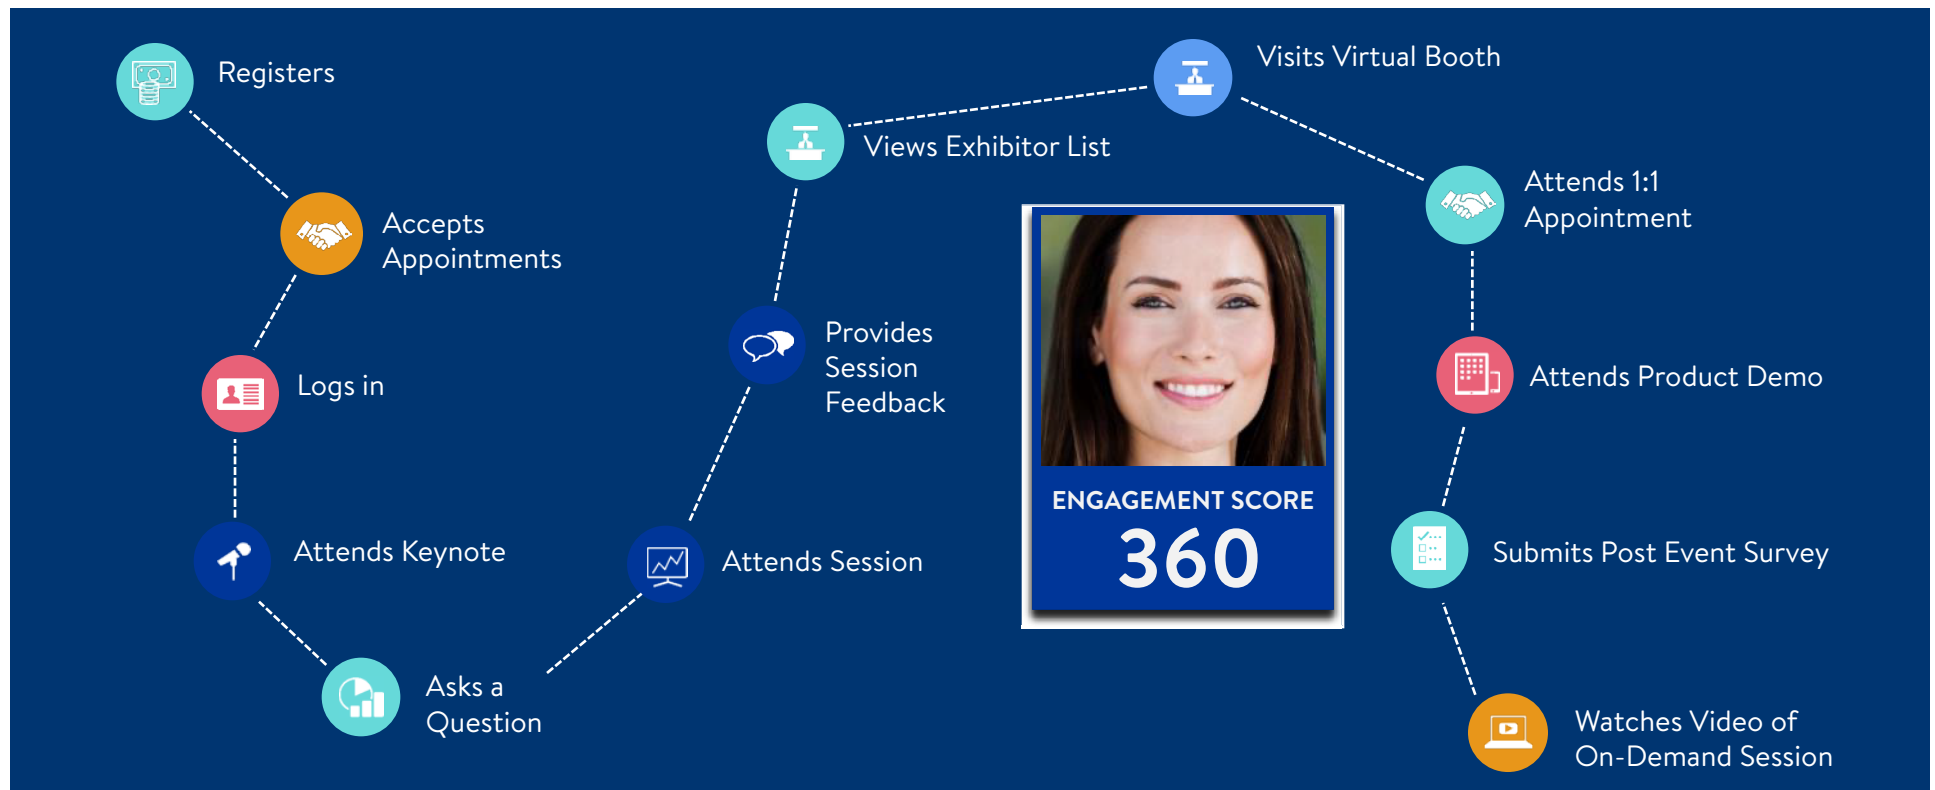 Registers
Accepts
Appointments
Logs in
Attends Keynote
Asks a
Question
Attends Session
Provides
Session
Feedback
Views Exhibitor List
Visits Virtual Booth
Attends 1:1
Appointment
Attends Product Demo
Submits Post Event Survey
Watches Video of
On-Demand Session
ENGAGEMENT SCORE
360